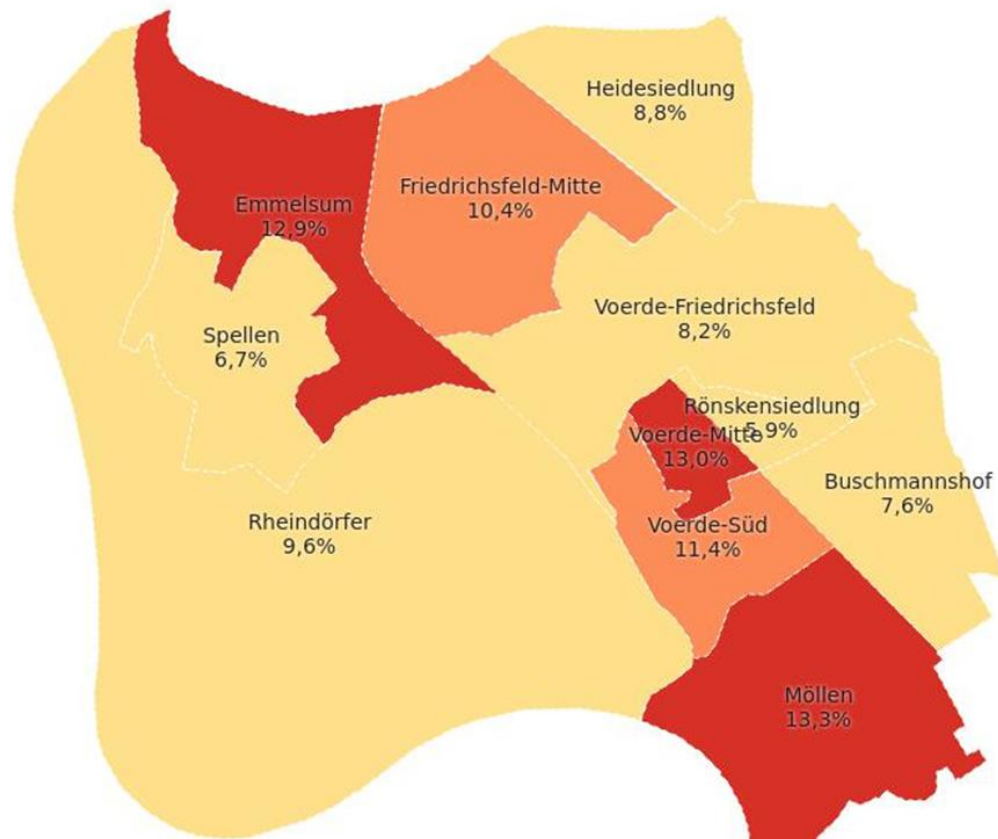 Heidesiedlung
8,8%
Friedrichsfeld-Mitte
10,4%
Emmelsum
12,9%
Voerde-Friedrichsfeld
8,2%
Spellen
6,7%
Rönskensiedlung
5,9%
Voerde-Mitte
13,0%
Buschmannshof
7,6%
Voerde-Süd
11,4%
Rheindörfer
9,6%
Möllen
13,3%